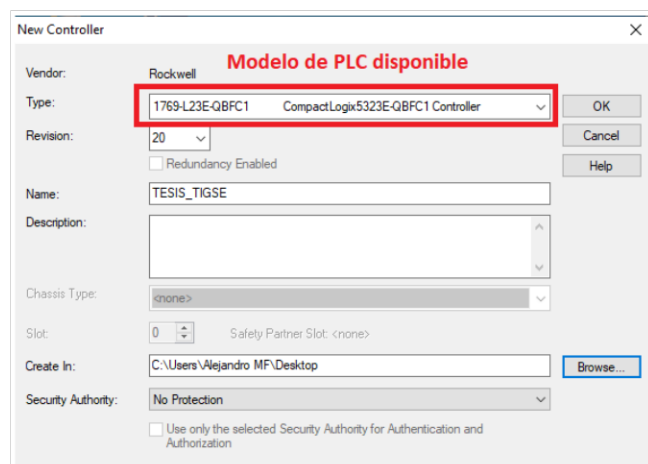 New Controller
Modelo de PLC disponible
Vendor: Rockwell
Type: 1769-L23E-QBFC1 CompactLogix5323E-QBFC1 Controller OK
Revision: 20 Cancel
Redundancy Enabled Help
Name: TESIS_TIGSE
Description:
Chassis Type: <none>
Slot: 0 Safety Partner Slot: <none>
Create In: C:\Users\Alejandro MF\Desktop Browse...
Security Authority: No Protection
Use only the selected Security Authority for Authentication and
Authorization